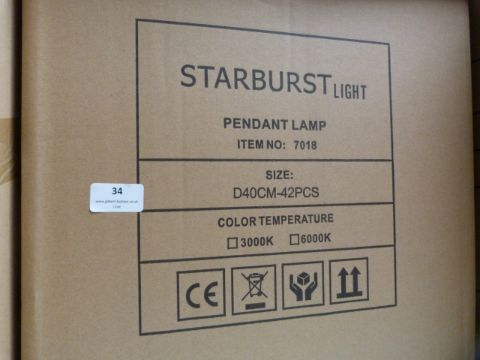 STARBURST LIGHT
PENDANT LAMP
ITEM NO: 7018
SIZE:
D40CM-42PCS
COLOR TEMPERATURE
3000K 6000K
CE
34